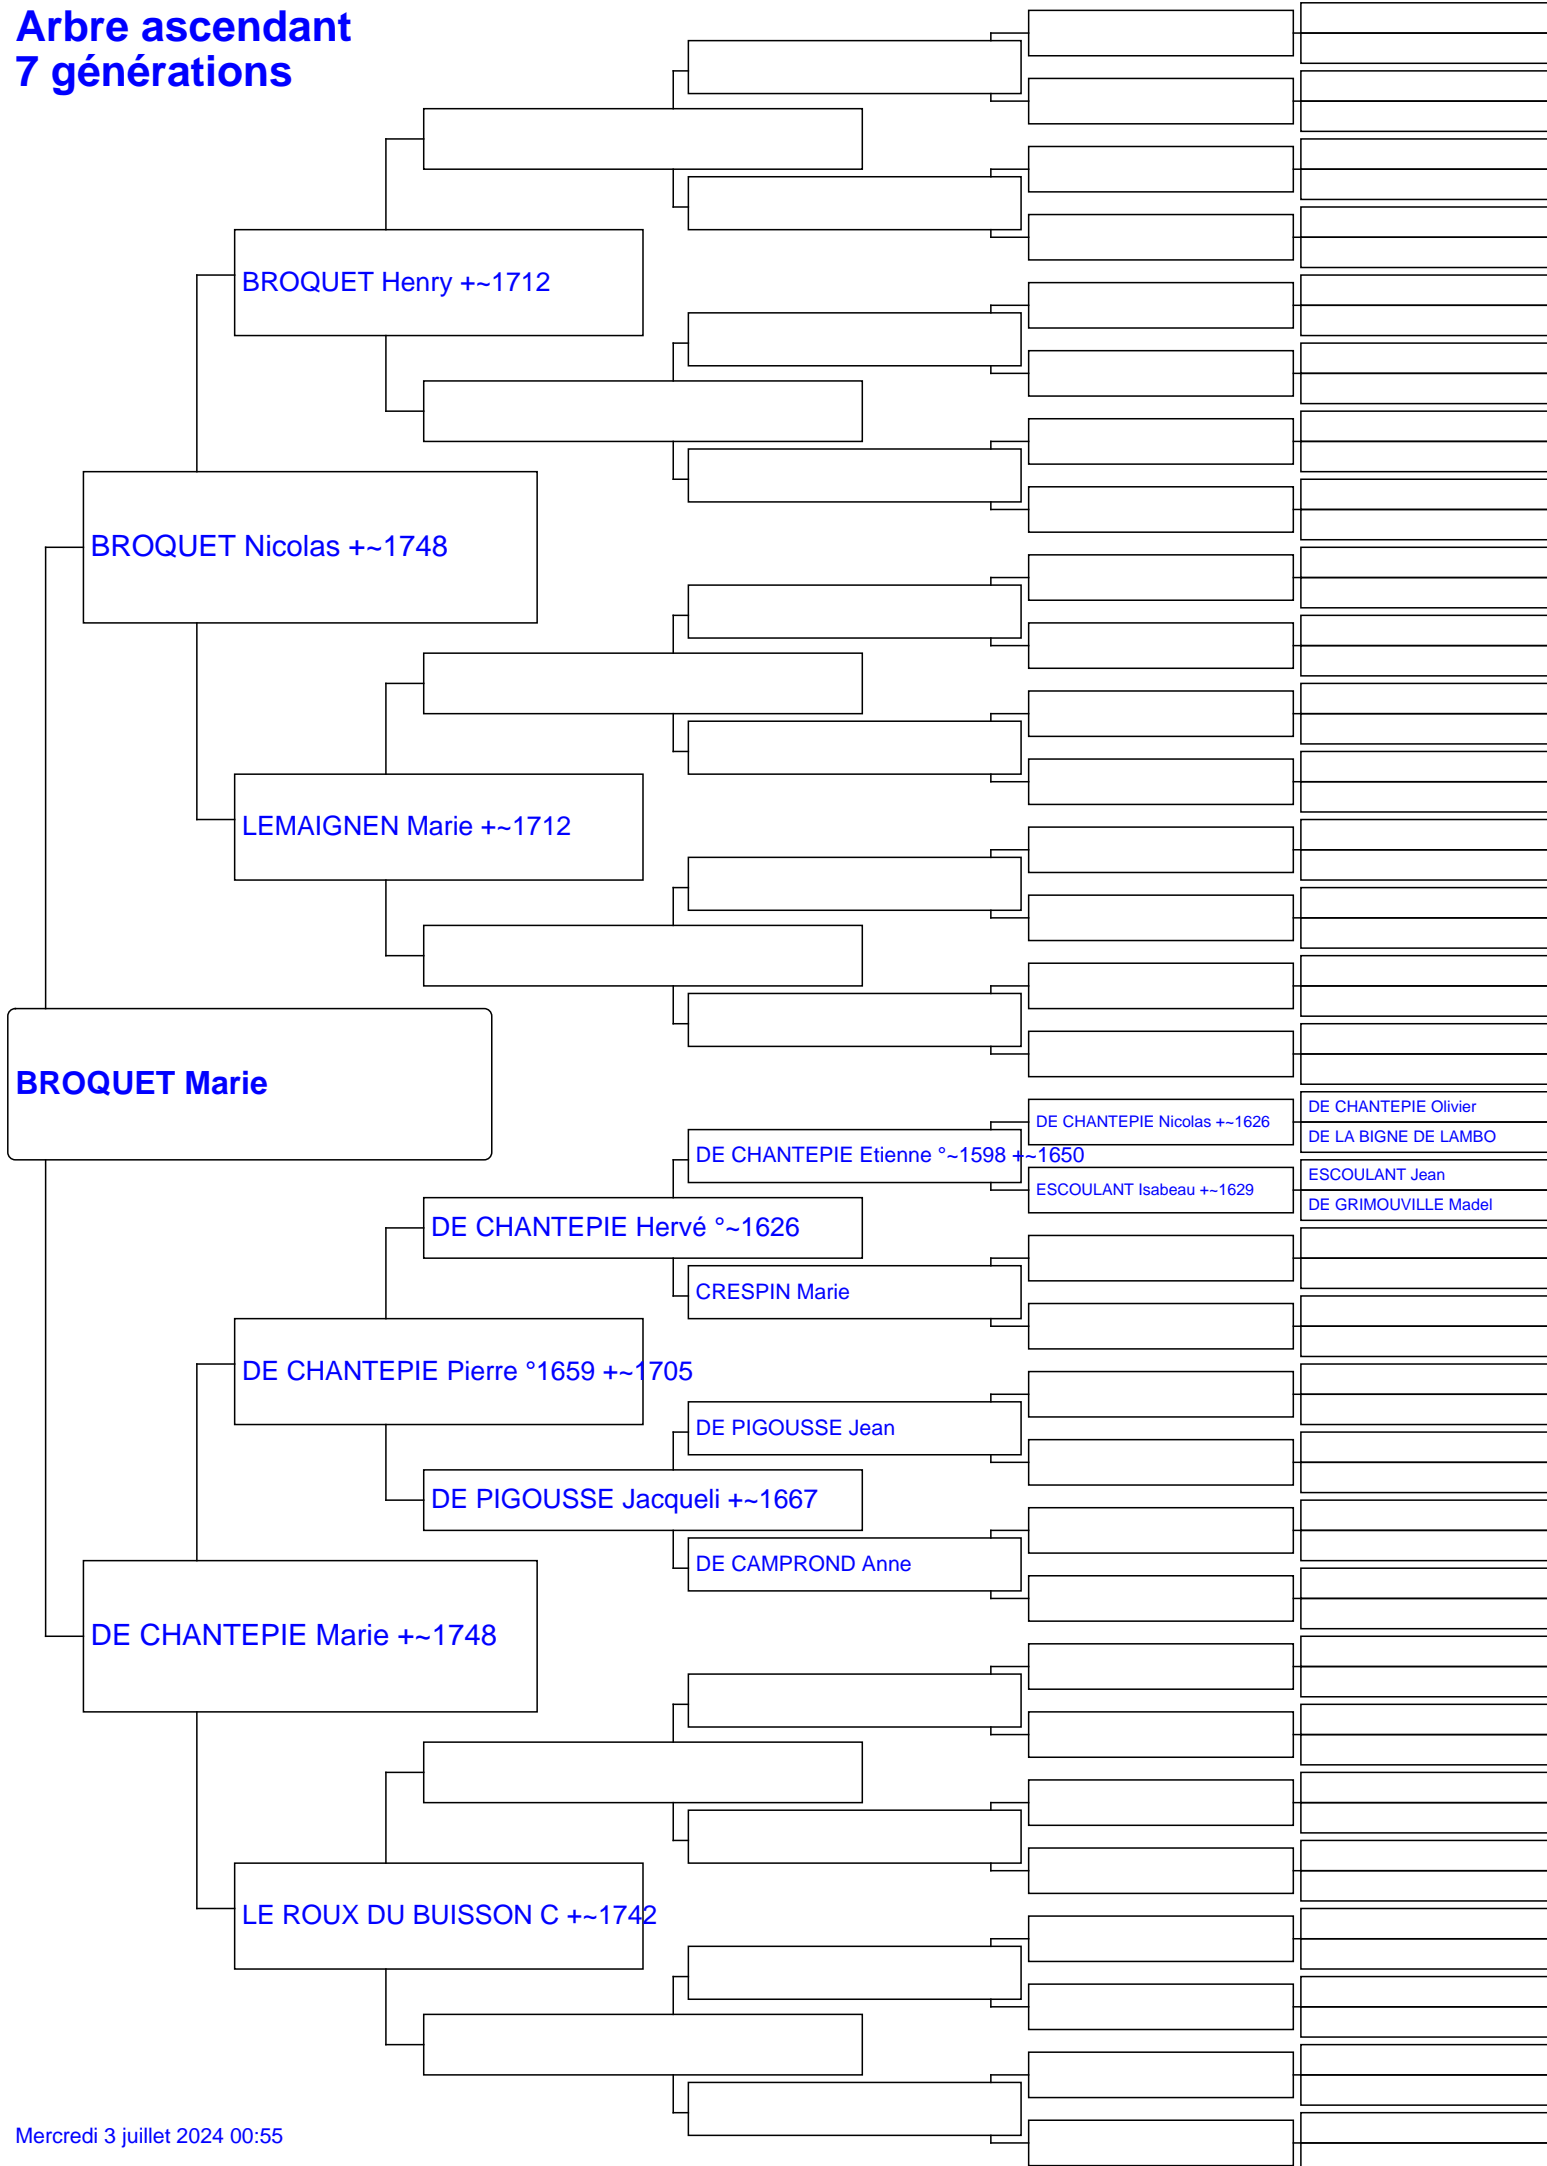 Arbre ascendant
7 générations
BROQUET Henry +~1712
BROQUET Nicolas +~1748
LEMAIGNEN Marie +~1712
BROQUET Marie
DE CHANTEPIE Olivier
DE CHANTEPIE Nicolas +~1626
DE LA BIGNE DE LAMBO
DE CHANTEPIE Etienne °~1598 +~1650
ESCOULANT Jean
ESCOULANT Isabeau +~1629
DE GRIMOUVILLE Madel
DE CHANTEPIE Hervé °~1626
CRESPIN Marie
DE CHANTEPIE Pierre °1659 +~1705
DE PIGOUSSE Jean
DE PIGOUSSE Jacqueli +~1667
DE CAMPROND Anne
DE CHANTEPIE Marie +~1748
LE ROUX DU BUISSON C +~1742
Mercredi 3 juillet 2024 00:55